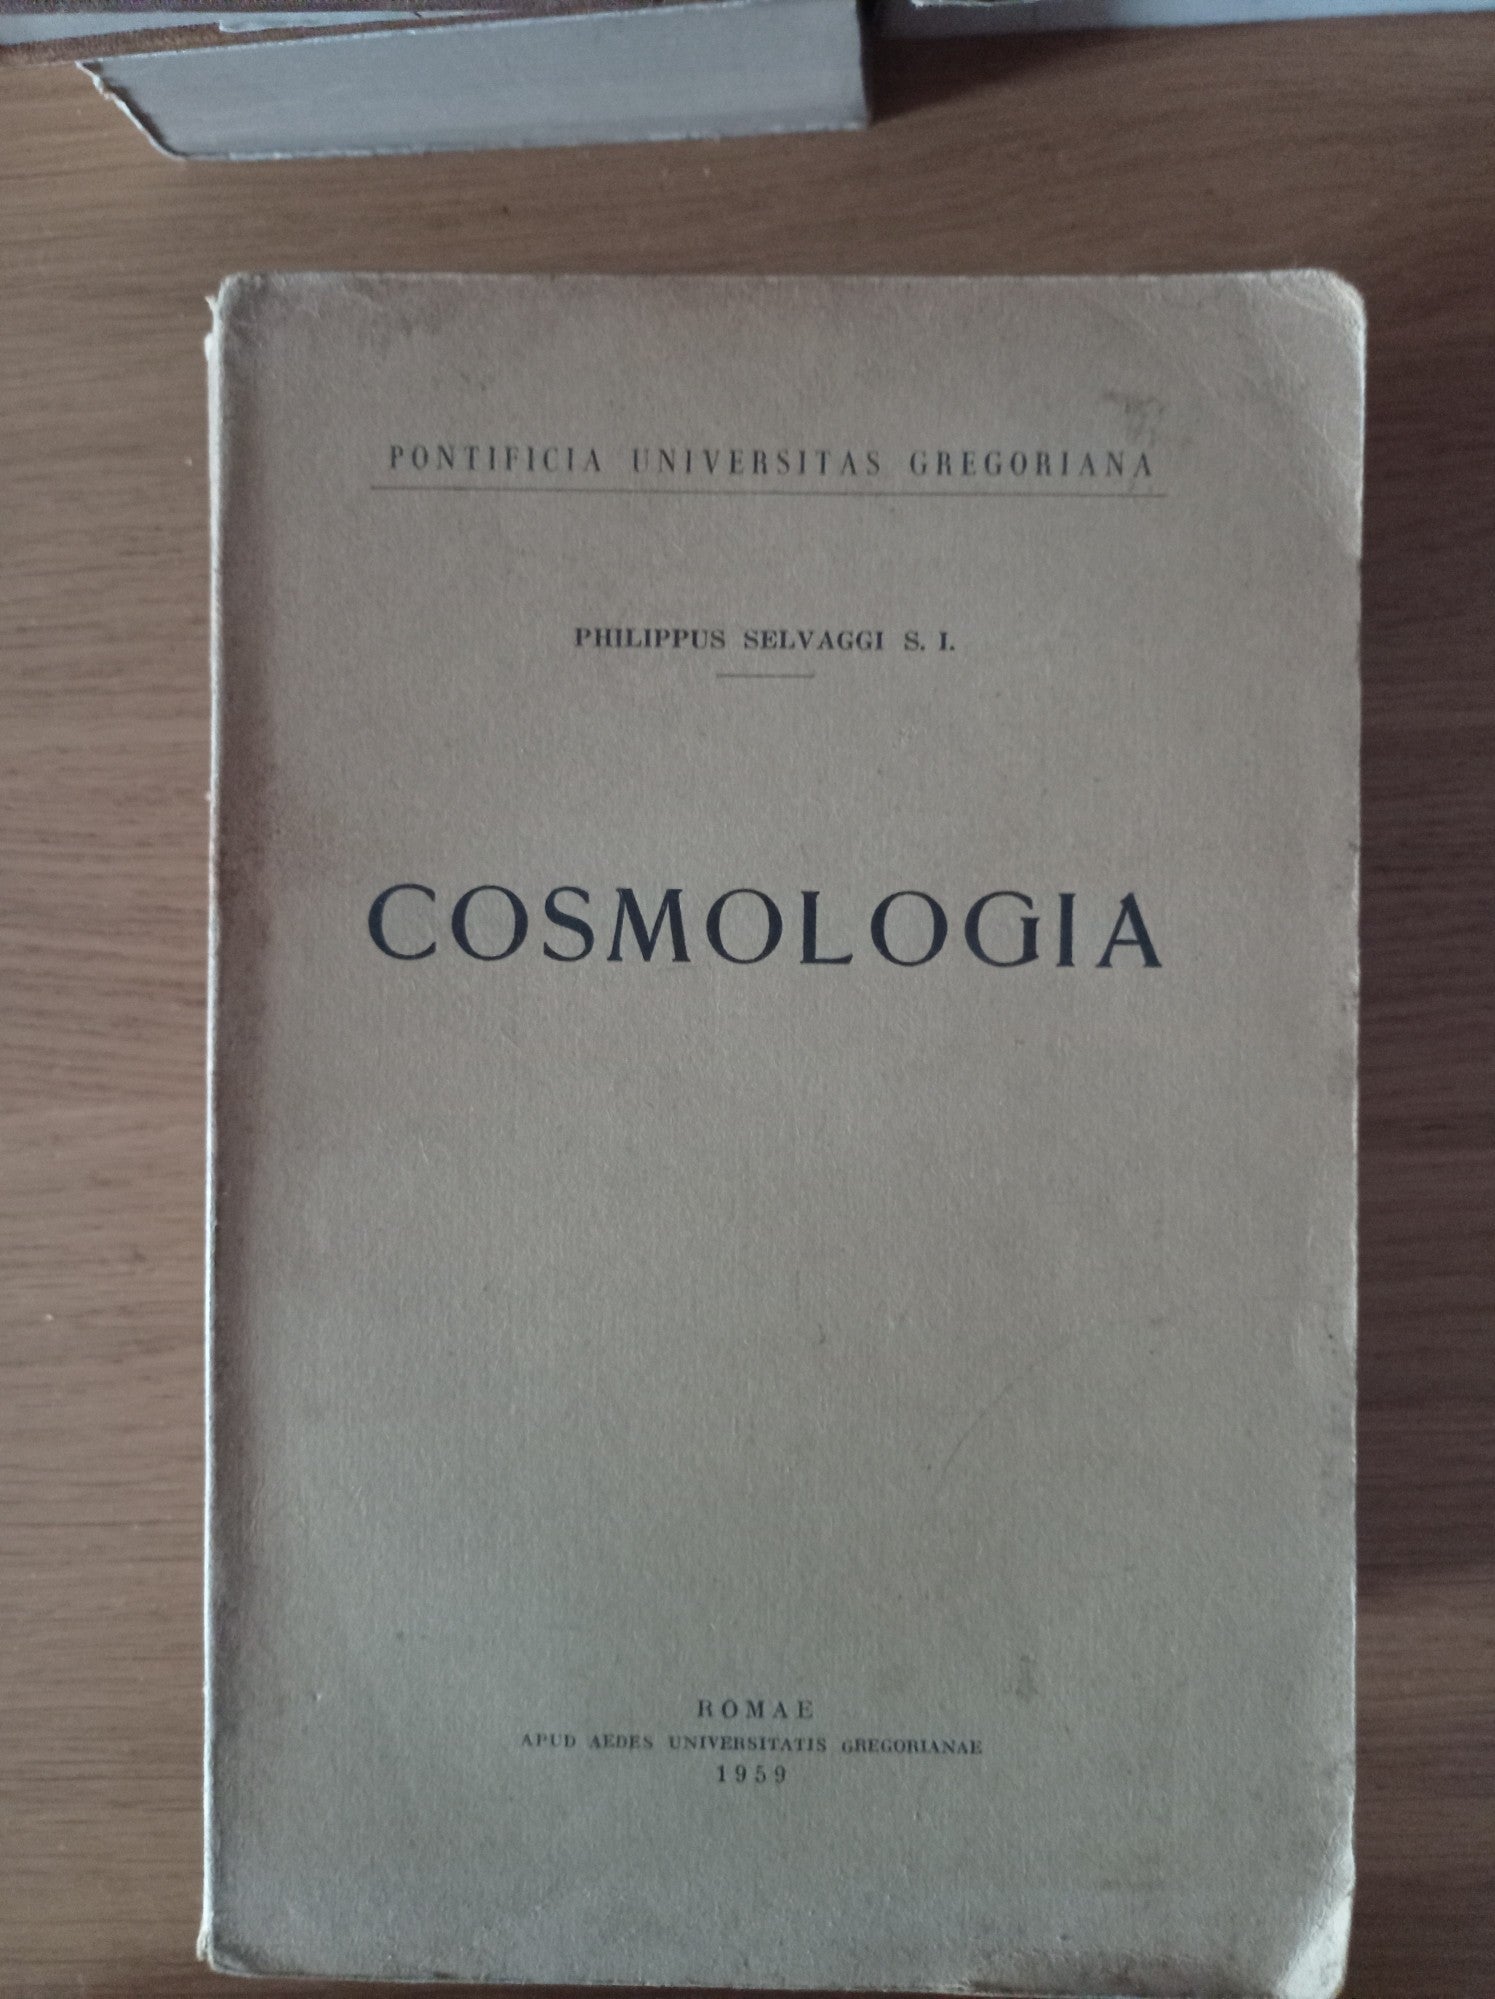 PONTIFICIA UNIVERSITAS GREGORIANA
PHILIPPUS SELVAGGI S. I.
COSMOLOGIA
ROMAE
APUD AEDES UNIVERSITATIS GREGORIANAE
1959